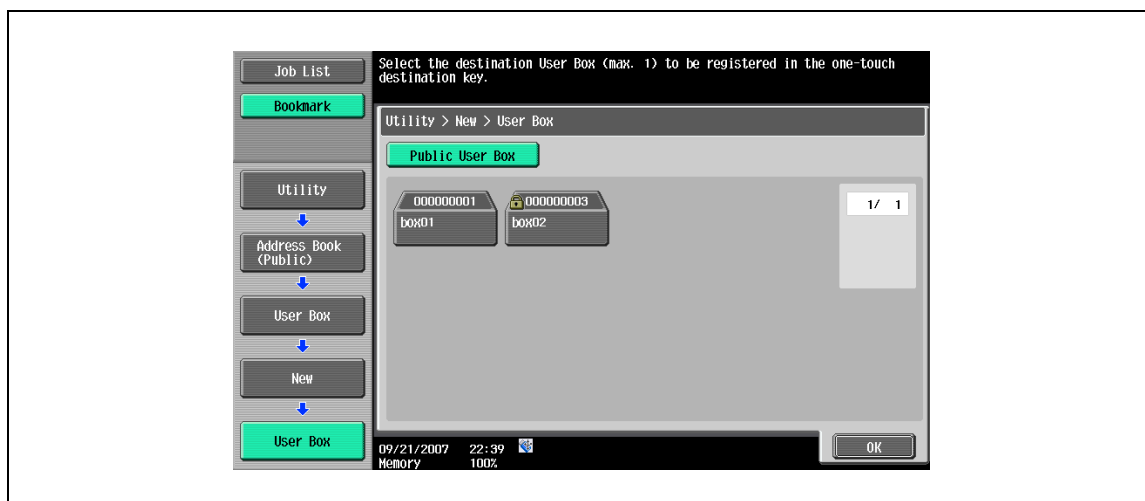 Job List
Bookmark
Select the destination User Box (max. 1) to be registered in the one-touch
destination key.
Utility > New > User Box
Public User Box
000000001
box01
000000003
box02
1/ 1
Utility
Address Book
(Public)
User Box
New
User Box
09/21/2007 22:39
Memory 100%
OK